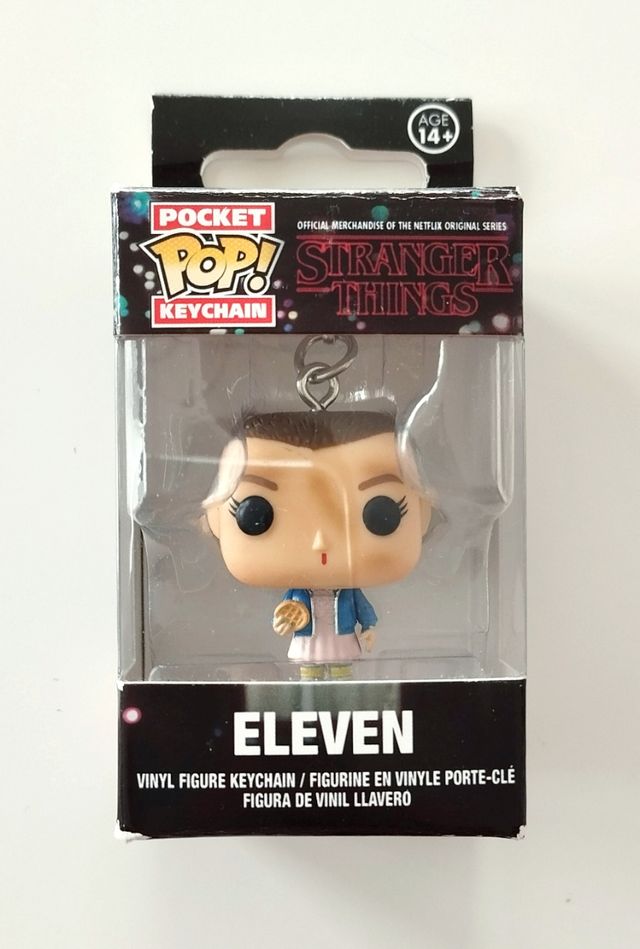 AGE
14+
POCKET
POP!
KEYCHAIN
OFFICIAL MERCHANDISE OF THE NETFLIX ORIGINAL SERIES
STRANGER
THINGS
ELEVEN
VINYL FIGURE KEYCHAIN / FIGURINE EN VINYLE PORTE-CLÉ
FIGURA DE VINIL LLAVERO